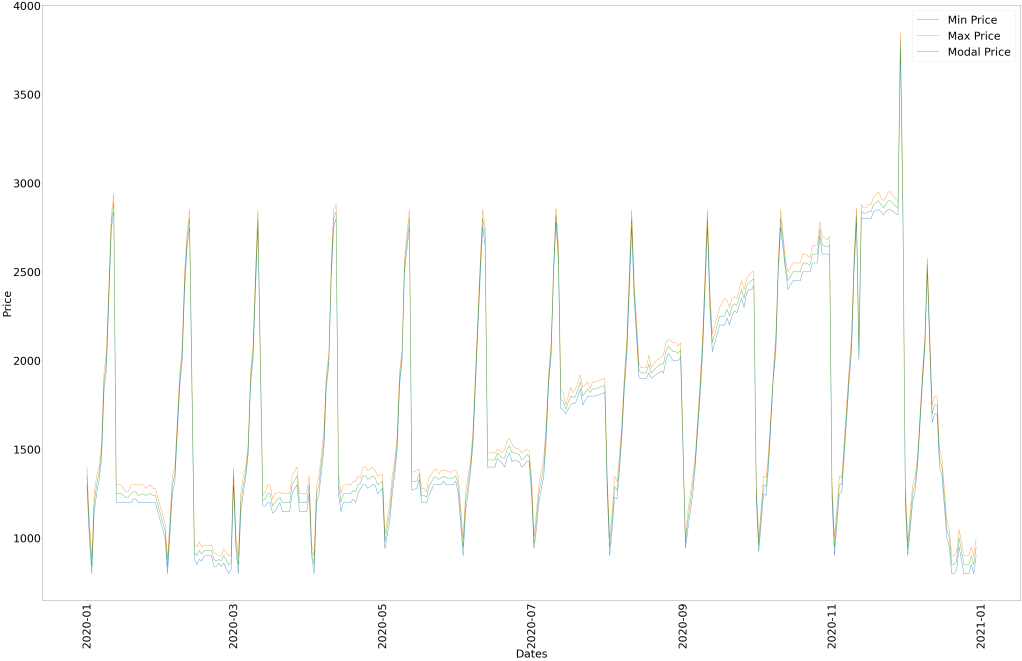 4000
3500
3000
2500
2000
1500
1000
Price
Min Price
Max Price
Modal Price
2020-01
2020-03
2020-05
2020-07
2020-09
2020-11
2021-01
Dates